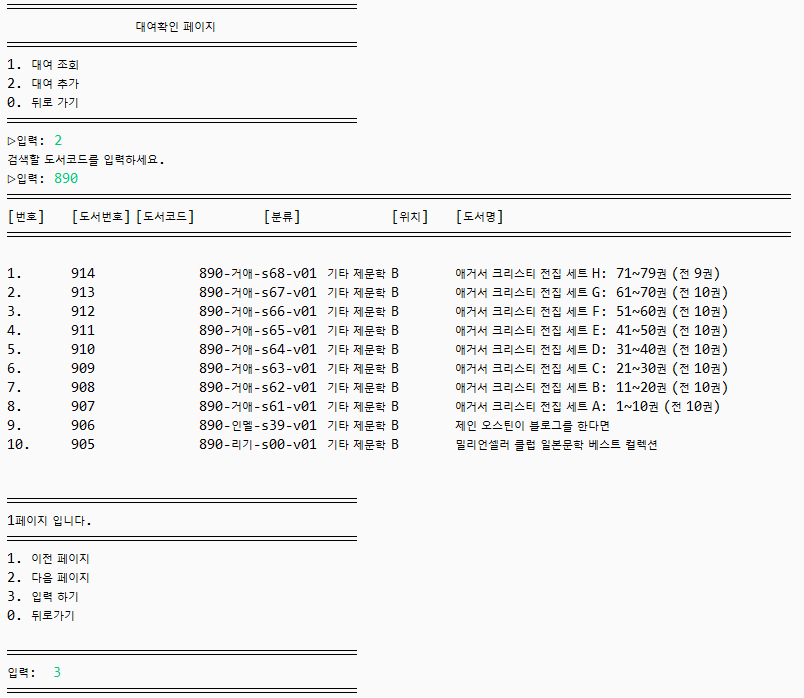 대여확인 페이지
1. 대여 조회
2. 대여 추가
0. 뒤로 가기
▷입력: 2
검색할 도서코드를 입력하세요.
▷입력: 890
[번호] [도서번호] [도서코드] [분류] [위치] [도서명]
1. 914 890-거애-s68-v01 기타 제문학 B 애거서 크리스티 전집 세트 H: 71~79권 (전 9권)
2. 913 890-거애-s67-v01 기타 제문학 B 애거서 크리스티 전집 세트 G: 61~70권 (전 10권)
3. 912 890-거애-s66-v01 기타 제문학 B 애거서 크리스티 전집 세트 F: 51~60권 (전 10권)
4. 911 890-거애-s65-v01 기타 제문학 B 애거서 크리스티 전집 세트 E: 41~50권 (전 10권)
5. 910 890-거애-s64-v01 기타 제문학 B 애거서 크리스티 전집 세트 D: 31~40권 (전 10권)
6. 909 890-거애-s63-v01 기타 제문학 B 애거서 크리스티 전집 세트 C: 21~30권 (전 10권)
7. 908 890-거애-s62-v01 기타 제문학 B 애거서 크리스티 전집 세트 B: 11~20권 (전 10권)
8. 907 890-거애-s61-v01 기타 제문학 B 애거서 크리스티 전집 세트 A: 1~10권 (전 10권)
9. 906 890-인멜-s39-v01 기타 제문학 B 제인 오스틴이 블로그를 한다면
10. 905 890-리기-s00-v01 기타 제문학 B 밀리언셀러 클럽 일본문학 베스트 컬렉션
1페이지 입니다.
1. 이전 페이지
2. 다음 페이지
3. 입력 하기
0. 뒤로가기
입력: 3